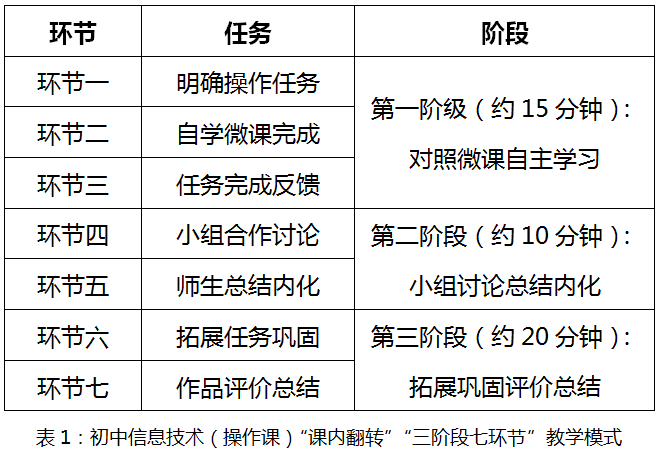 环节 任务 阶段
环节一 明确操作任务
第一阶级（约15分钟）：
环节二 自学微课完成
对照微课自主学习
环节三 任务完成反馈
环节四 小组合作讨论 第二阶段（约10分钟）：
环节五 师生总结内化 小组讨论总结内化
环节六 拓展任务巩固 第三阶段（约20分钟）：
环节七 作品评价总结 拓展巩固评价总结
表1：初中信息技术（操作课）“课内翻转”“三阶段七环节”教学模式